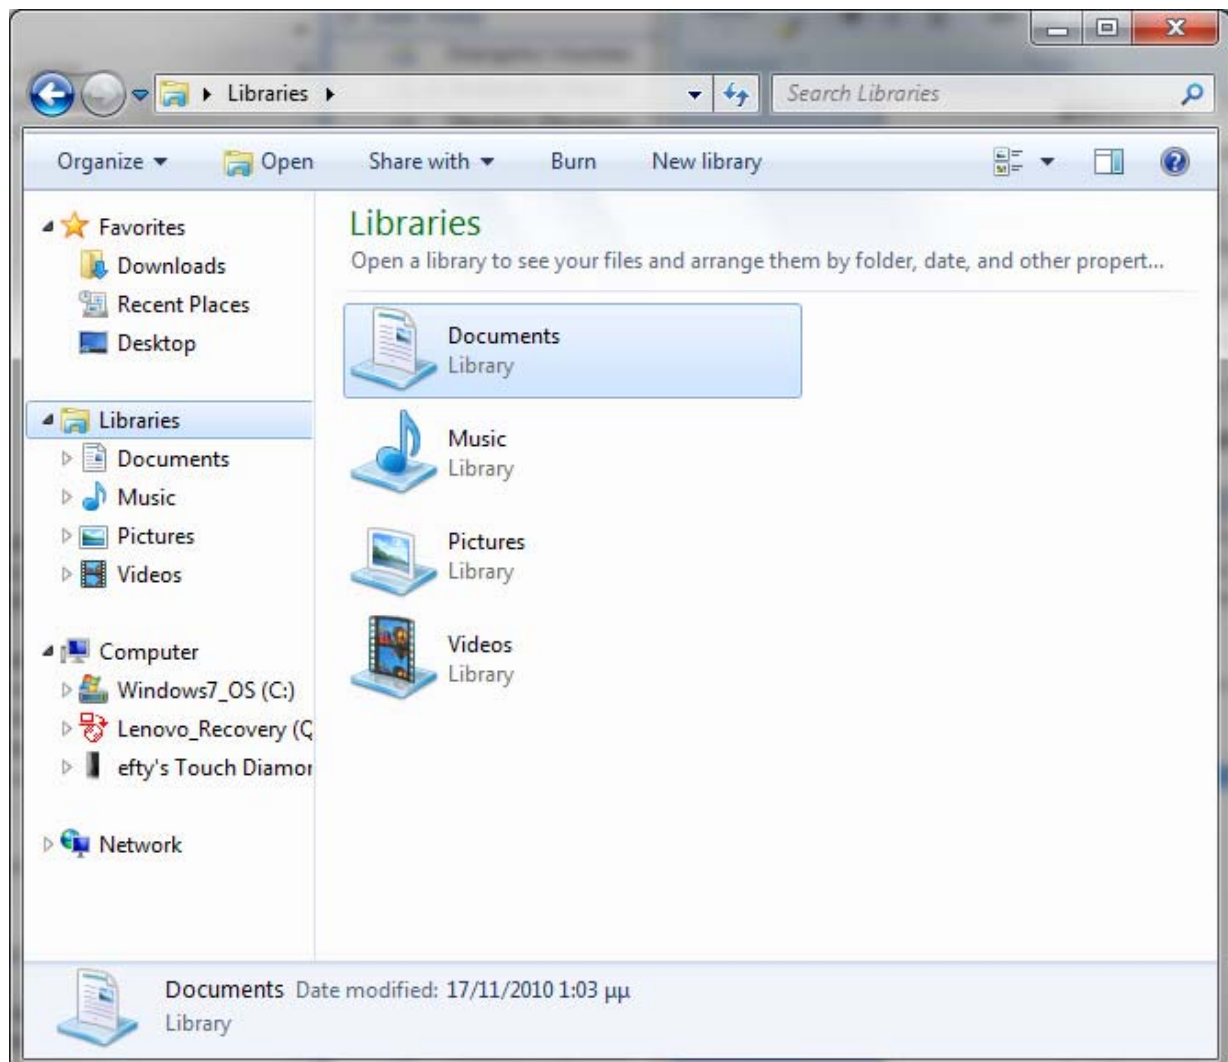 Libraries
Search Libraries
Organize
Open
Share with
Burn
New library
Favorites
Downloads
Recent Places
Desktop
Libraries
Documents
Music
Pictures
Videos
Computer
Windows7_OS (C:)
Lenovo_Recovery (Q
efty's Touch Diamon
Network
Libraries
Open a library to see your files and arrange them by folder, date, and other propert...
Documents
Library
Music
Library
Pictures
Library
Videos
Library
Documents Date modified: 17/11/2010 1:03 μμ
Library